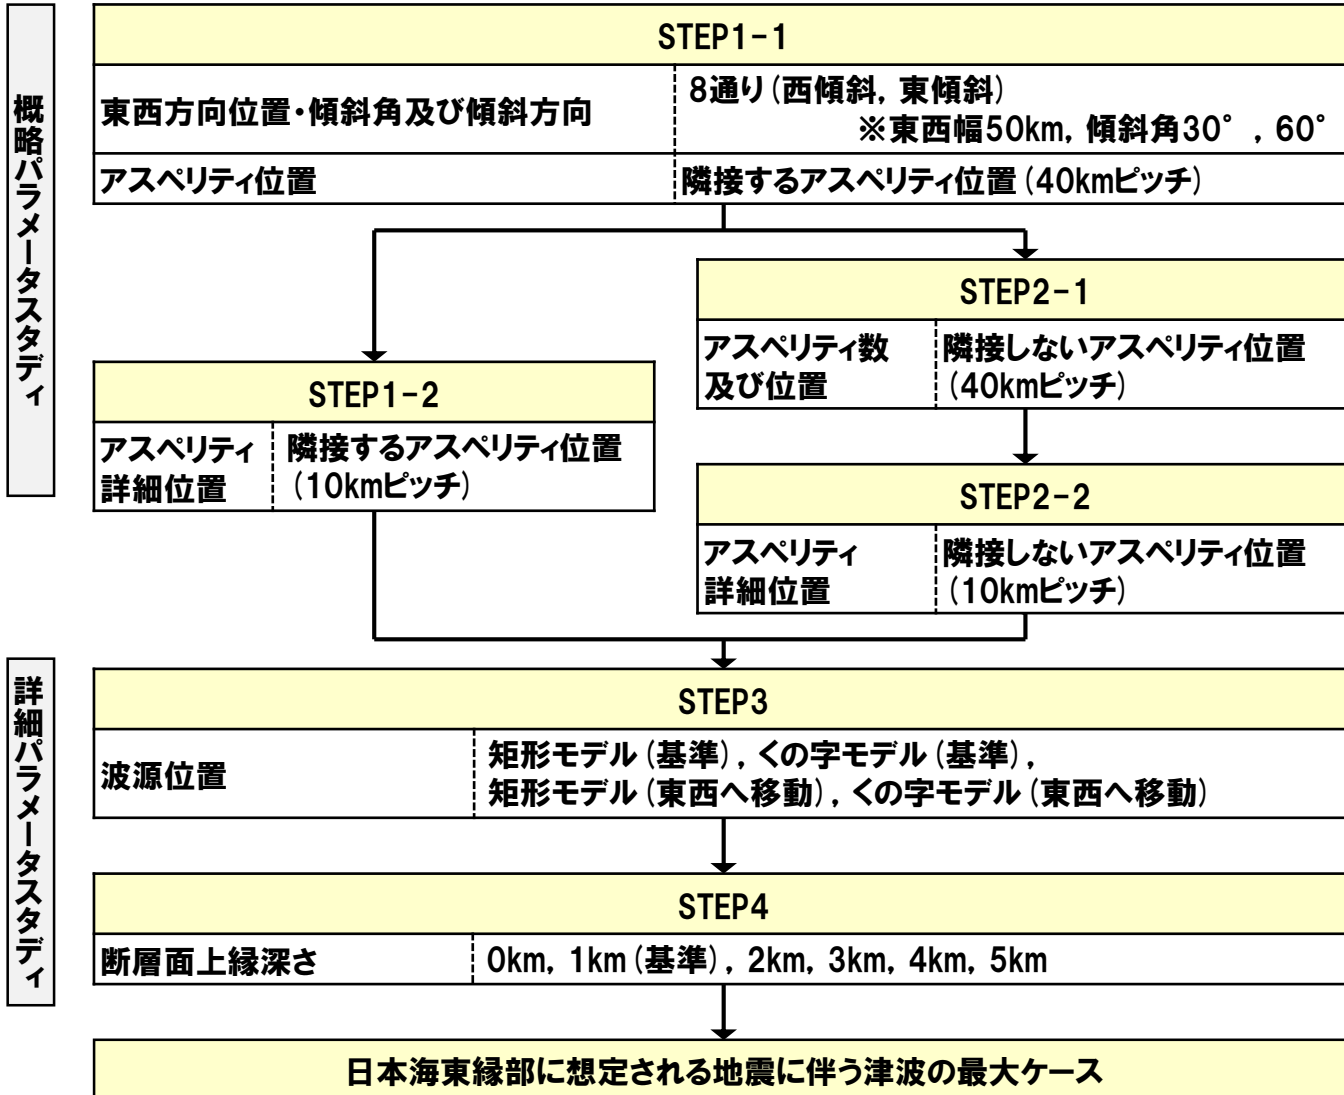 概略パラメータスタディ
STEP1-1
東西方向位置・傾斜角及び傾斜方向
8通り(西傾斜, 東傾斜)
※東西幅50km, 傾斜角30°, 60°
アスペリティ位置
隣接するアスペリティ位置(40kmピッチ)
STEP2-1
アスペリティ数
及び位置
隣接しないアスペリティ位置
(40kmピッチ)
STEP1-2
アスペリティ
詳細位置
隣接するアスペリティ位置
(10kmピッチ)
STEP2-2
アスペリティ
詳細位置
隣接しないアスペリティ位置
(10kmピッチ)
詳細パラメータスタディ
STEP3
波源位置
矩形モデル(基準), くの字モデル(基準),
矩形モデル(東西へ移動), くの字モデル(東西へ移動)
STEP4
断層面上縁深さ
0km, 1km(基準), 2km, 3km, 4km, 5km
日本海東縁部に想定される地震に伴う津波の最大ケース